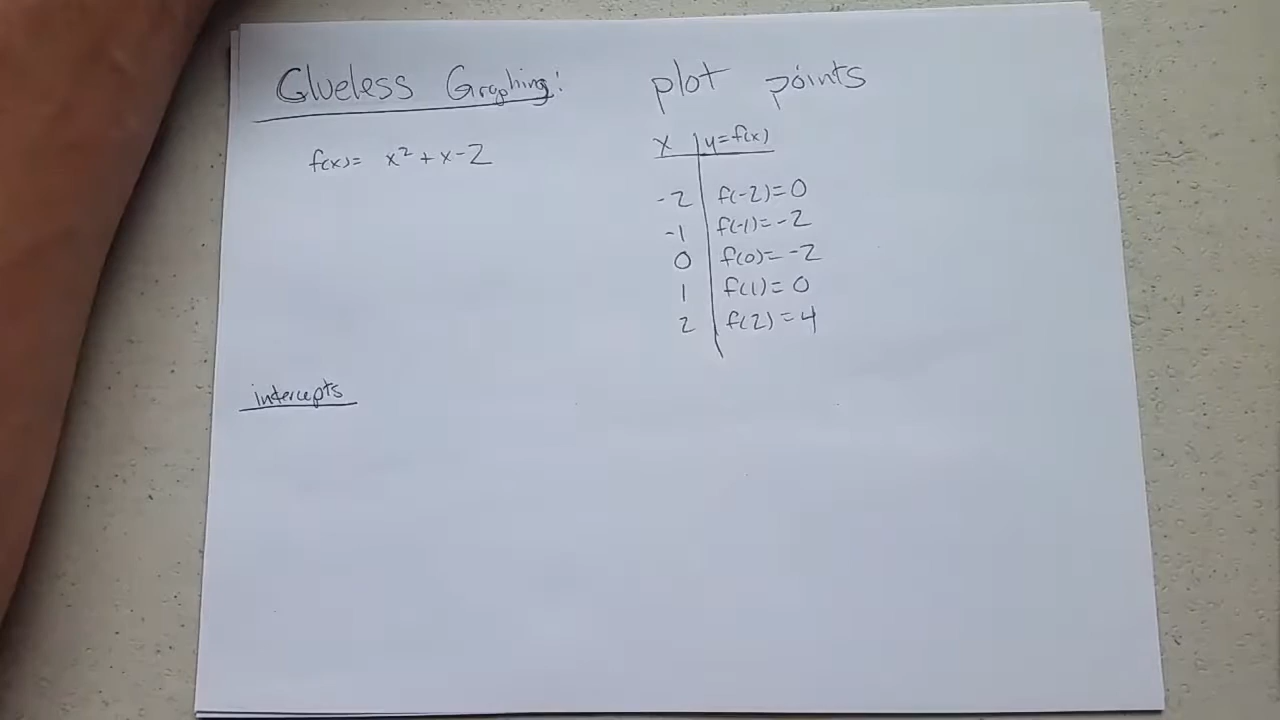 Clueless Graphing: plot points
f(x)= x²+x-2
x y=f(x)
-2 f(-2)=0
-1 f(-1)=-2
0 f(0)=-2
1 f(1)=0
2 f(2)=4
intercepts